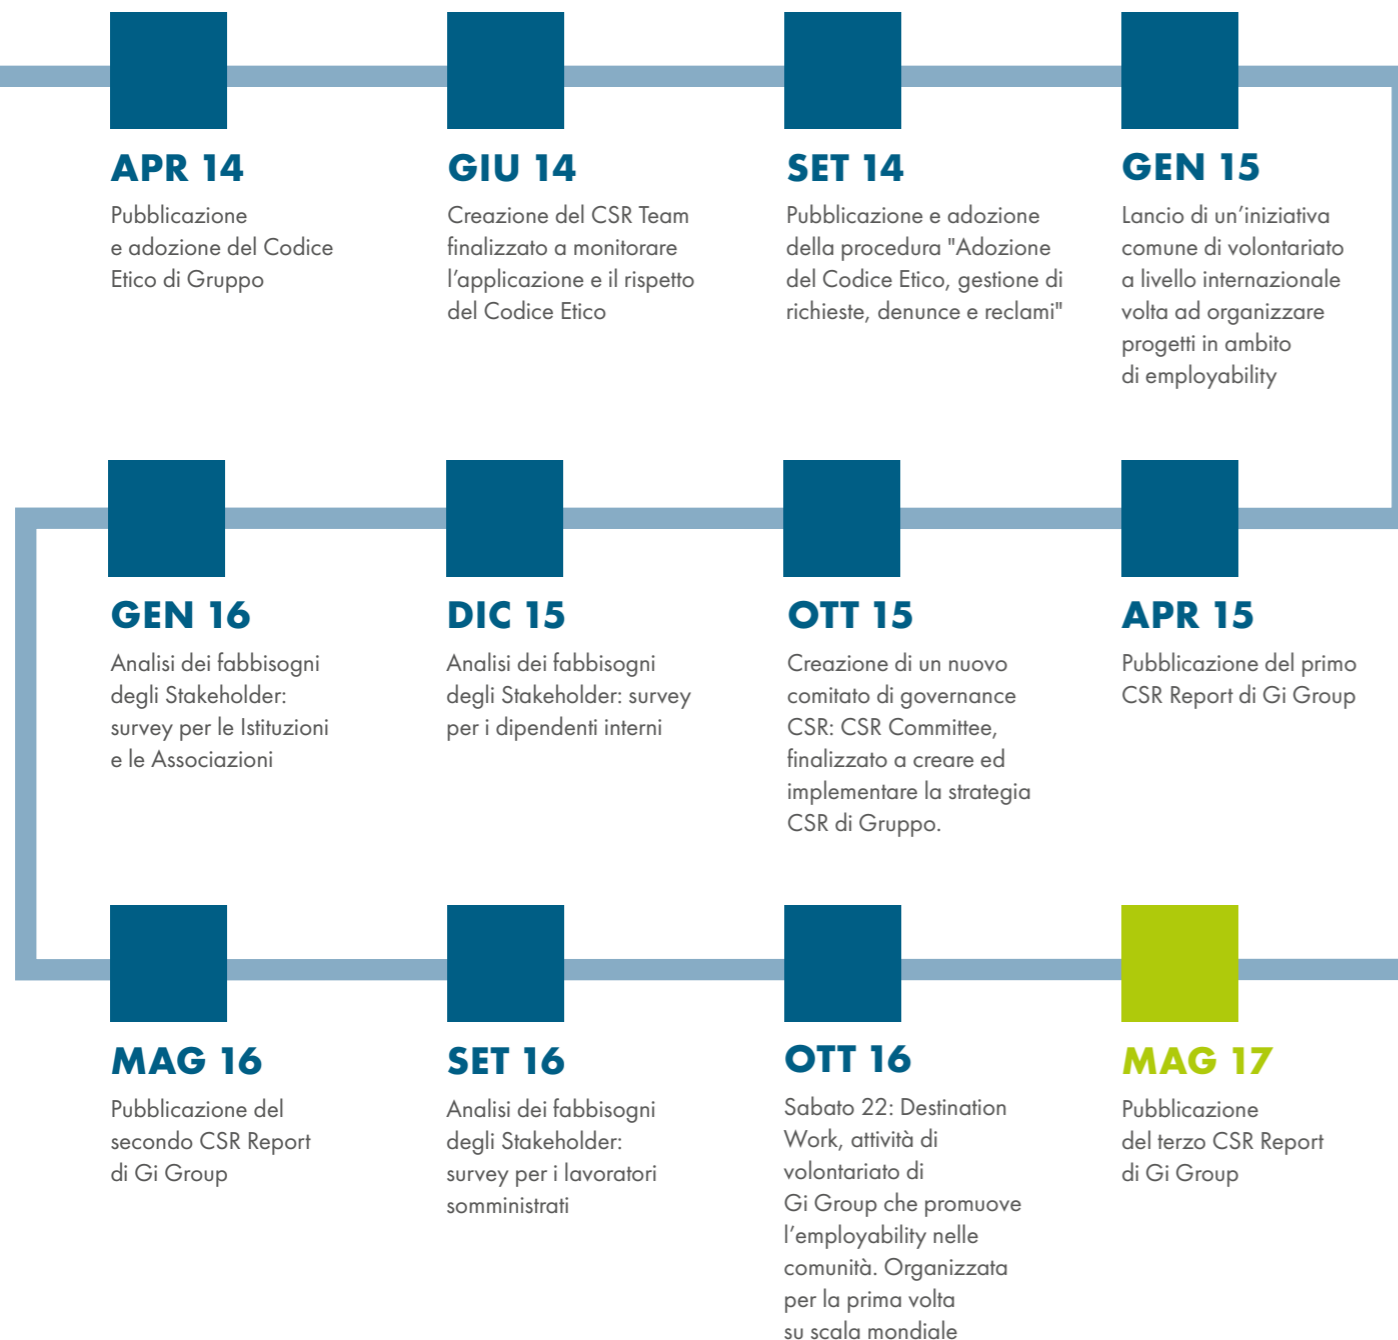 APR 14
Pubblicazione
e adozione del Codice
Etico di Gruppo
GIU 14
Creazione del CSR Team
finalizzato a monitorare
l’applicazione e il rispetto
del Codice Etico
SET 14
Pubblicazione e adozione
della procedura "Adozione
del Codice Etico, gestione di
richieste, denunce e reclami"
GEN 15
Lancio di un’iniziativa
comune di volontariato
a livello internazionale
volta ad organizzare
progetti in ambito
di employability
APR 15
Pubblicazione del primo
CSR Report di Gi Group
OTT 15
Creazione di un nuovo
comitato di governance
CSR: CSR Committee,
finalizzato a creare ed
implementare la strategia
CSR di Gruppo.
DIC 15
Analisi dei fabbisogni
degli Stakeholder: survey
per i dipendenti interni
GEN 16
Analisi dei fabbisogni
degli Stakeholder:
survey per le Istituzioni
e le Associazioni
MAG 16
Pubblicazione del
secondo CSR Report
di Gi Group
SET 16
Analisi dei fabbisogni
degli Stakeholder:
survey per i lavoratori
somministrati
OTT 16
Sabato 22: Destination
Work, attività di
volontariato di
Gi Group che promuove
l’employability nelle
comunità. Organizzata
per la prima volta
su scala mondiale
MAG 17
Pubblicazione
del terzo CSR Report
di Gi Group